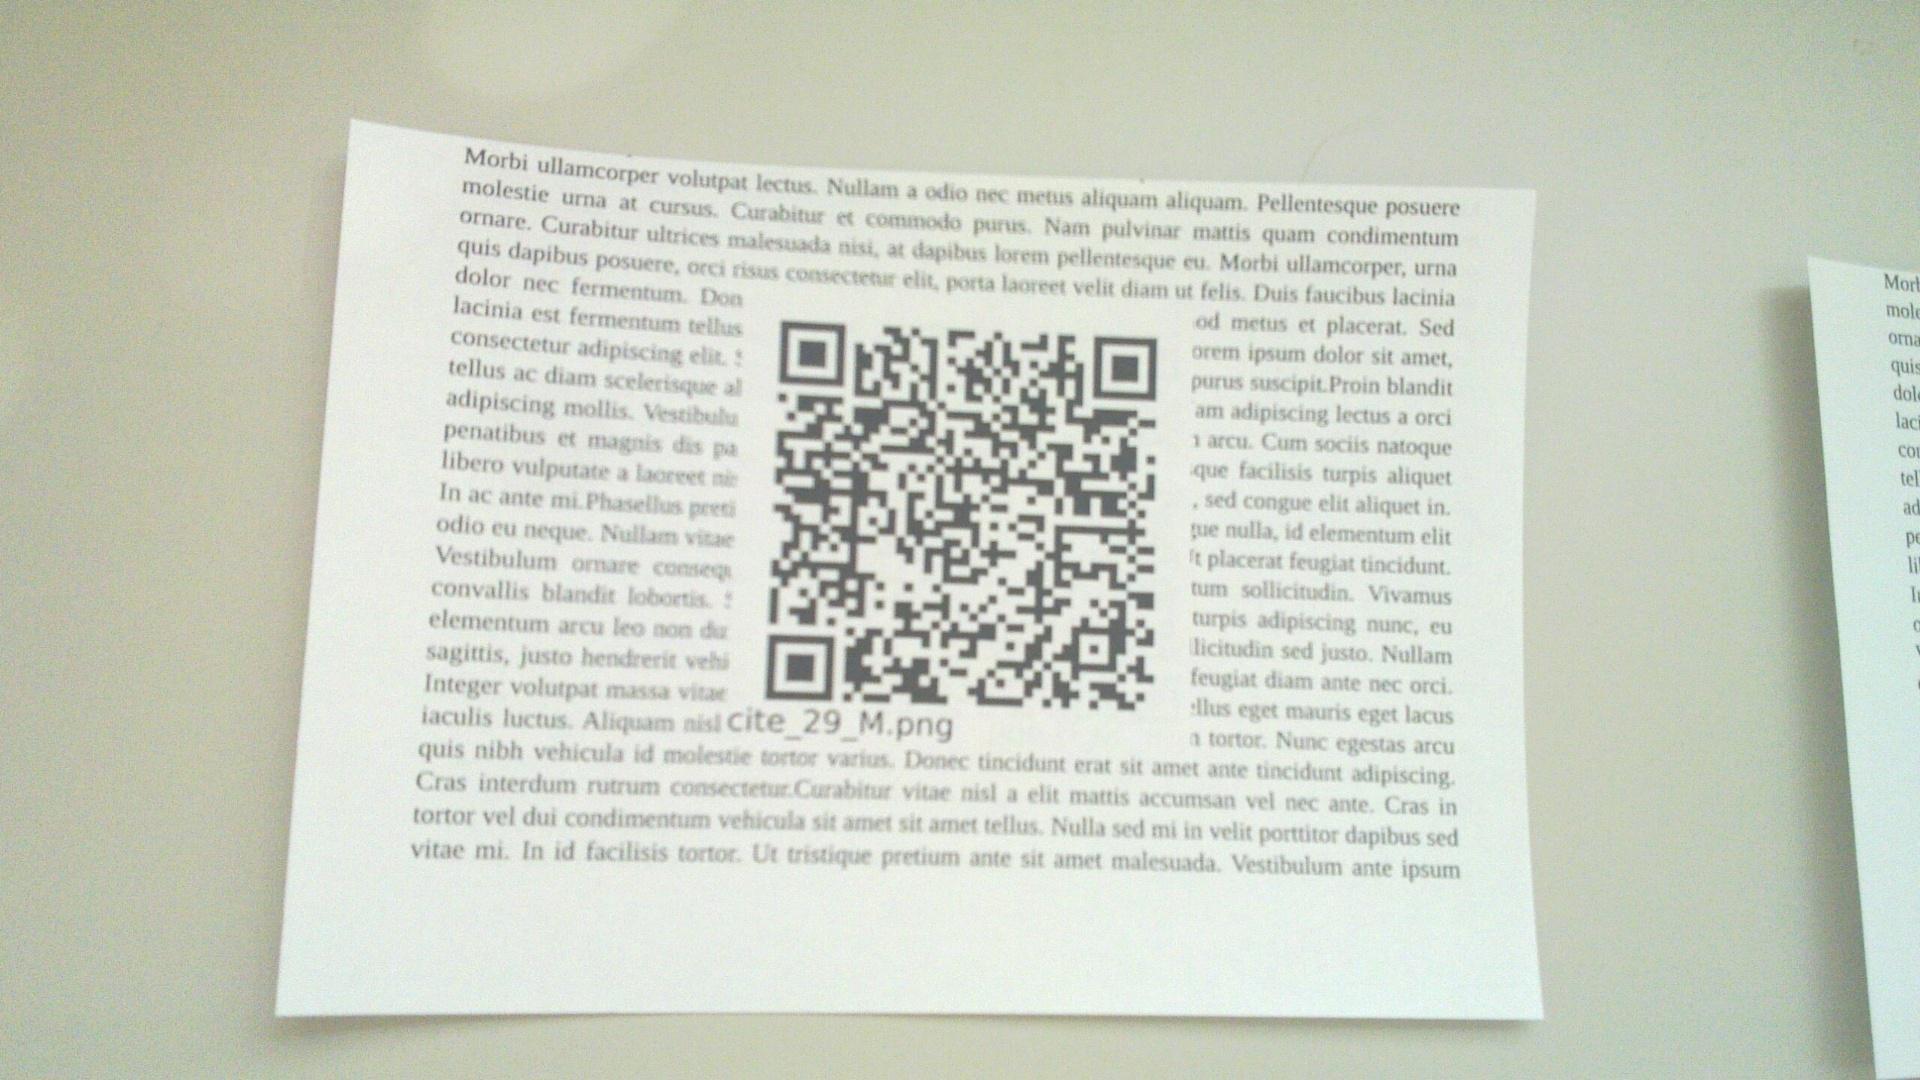 Morbi ullamcorper volutpat lectus. Nullam a odio nec metus aliquam aliquam. Pellentesque posuere
molestie urna at cursus. Curabitur et commodo purus. Nam pulvinar mattis quam condimentum
ornare. Curabitur ultrices malesuada nisi, at dapibus lorem pellentesque eu. Morbi ullamcorper, urna
quis dapibus posuere, orci risus consectetur elit, porta laoreet velit diam ut felis. Duis faucibus lacinia
dolor nec fermentum. Don
od metus et placerat. Sed
lacinia est fermentum tellus
orem ipsum dolor sit amet,
consectetur adipiscing elit.
purus suscipit.Proin blandit
tellus ac diam scelerisque al
am adipiscing lectus a orci
adipiscing mollis. Vestibulu
arcu. Cum sociis natoque
penatibus et magnis dis pa
que facilisis turpis aliquet
libero vulputate a laoreet
, sed congue elit aliquet in.
In ac ante mi.Phasellus preti
gue nulla, id elementum elit
odio eu neque. Nullam vitae
t placerat feugiat tincidunt.
Vestibulum ornare consequ
tum sollicitudin. Vivamus
convallis blandit lobortis.
turpis adipiscing nunc, eu
elementum arcu leo non du
licitudin sed justo. Nullam
sagittis, justo hendrerit vehi
feugiat diam ante nec orci.
Integer volutpat massa vitae
llus eget mauris eget lacus
iaculis luctus. Aliquam nisl
cite_29_M.png
tortor. Nunc egestas arcu
quis nibh vehicula id molestie tortor varius. Donec tincidunt erat sit amet ante tincidunt adipiscing.
Cras interdum rutrum consectetur.Curabitur vitae nisl a elit mattis accumsan vel nec ante. Cras in
tortor vel dui condimentum vehicula sit amet sit amet tellus. Nulla sed mi in velit porttitor dapibus sed
vitae mi. In id facilisis tortor. Ut tristique pretium ante sit amet malesuada. Vestibulum ante ipsum